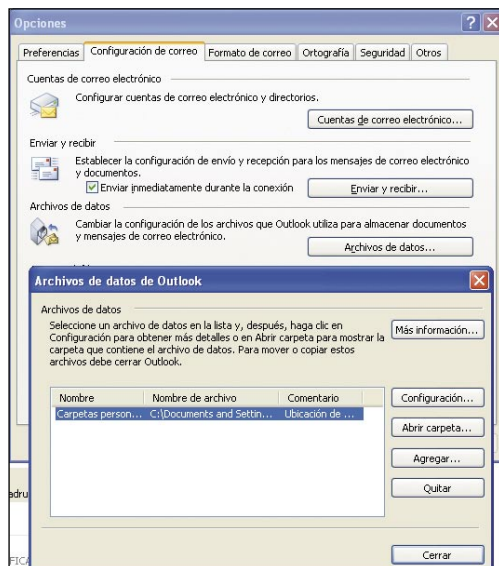 Opciones
Preferencias Configuración de correo Formato de correo Ortografía Seguridad Otros
Cuentas de correo electrónico
Configurar cuentas de correo electrónico y directorios.
Cuentas de correo electrónico...
Enviar y recibir
Establecer la configuración de envío y recepción para los mensajes de correo electrónico
y documentos.
Enviar inmediatamente durante la conexión
Enviar y recibir...
Archivos de datos
Cambiar la configuración de los archivos que Outlook utiliza para almacenar documentos
y mensajes de correo electrónico.
Archivos de datos...
Archivos de datos de Outlook
Archivos de datos
Seleccione un archivo de datos en la lista y, después, haga clic en
Configuración para obtener más detalles o en Abrir carpeta para mostrar la
carpeta que contiene el archivo de datos. Para mover o copiar estos
archivos debe cerrar Outlook.
Más información...
Nombre Nombre de archivo Comentario
Carpetas person... C:\Documents and Settin... Ubicación de ...
Configuración...
Abrir carpeta...
Agregar...
Quitar
adru
FICA
Cerrar